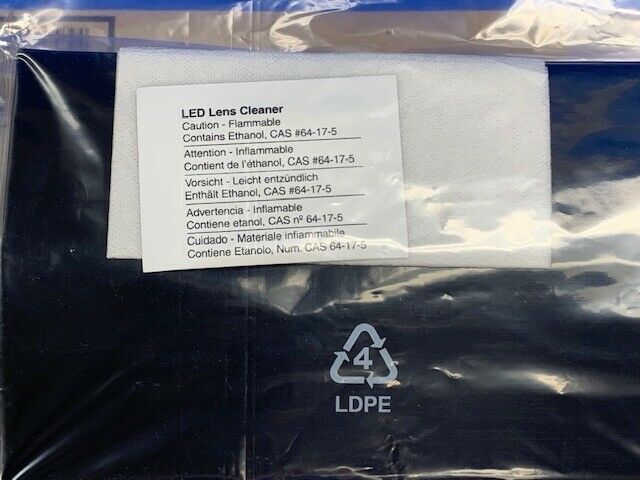 LED Lens Cleaner
Caution - Flammable
Contains Ethanol, CAS #64-17-5
Attention - Inflammable
Contient de l'éthanol, CAS #64-17-5
Vorsicht - Leicht entzündlich
Enthält Ethanol, CAS #64-17-5
Advertencia - Inflamable
Contiene etanol, CAS nº 64-17-5
Cuidado - Materiale infiammabile
Contiene Etanolo, Num. CAS 64-17-5
4
LDPE